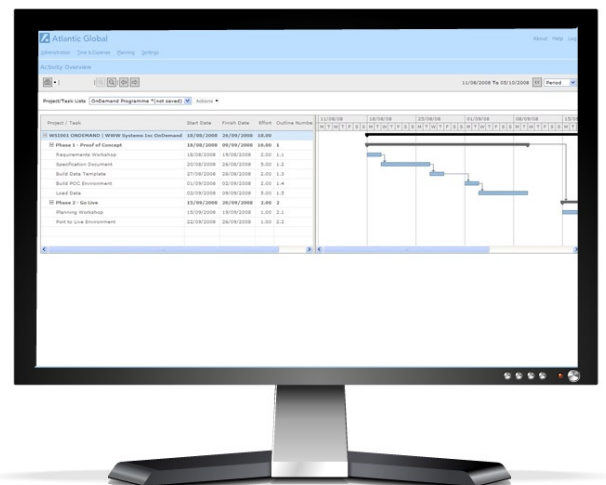 Atlantic Global
About Help Log
Administration Time & Expense Planning Settings
Activity Overview
11/08/2008 To 05/10/2008 Period
Project/Task Lists OnDemand Programme *(not saved) Actions
Project / Task Start Date Finish Date Effort Outline Numbe 11/08/08 18/08/08 25/08/08 01/09/08 08/09/08 15/09
M T W T F S S M T W T F S S M T W T F S S M T W T F S S M T W T F S S M T
WSI001 ONDEMAND | WWW Systems Inc OnDemand 18/08/2008 26/09/2008 18.00
Phase 1 - Proof of Concept 18/08/2008 09/09/2008 16.00 1
Requirements Workshop 18/08/2008 19/08/2008 2.00 1.1
Specification Document 20/08/2008 26/08/2008 5.00 1.2
Build Data Template 27/08/2008 28/08/2008 2.00 1.3
Build POC Environment 01/09/2008 02/09/2008 2.00 1.4
Load Data 03/09/2008 09/09/2008 5.00 1.5
Phase 2 - Go Live 15/09/2008 26/09/2008 2.00 2
Planning Workshop 15/09/2008 19/09/2008 1.00 2.1
Port to Live Environment 22/09/2008 26/09/2008 1.00 2.2